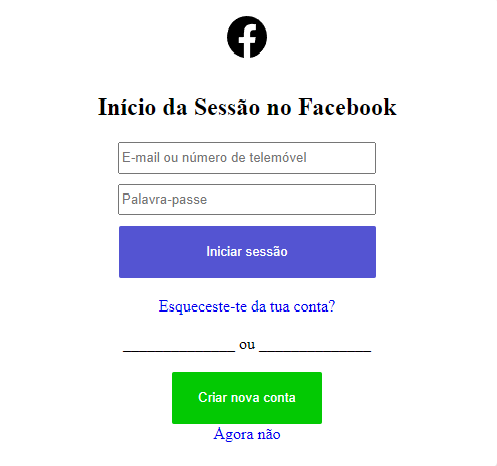 Início da Sessão no Facebook
E-mail ou número de telemóvel
Palavra-passe
Iniciar sessão
Esqueceste-te da tua conta?
______________ ou ______________
Criar nova conta
Agora não